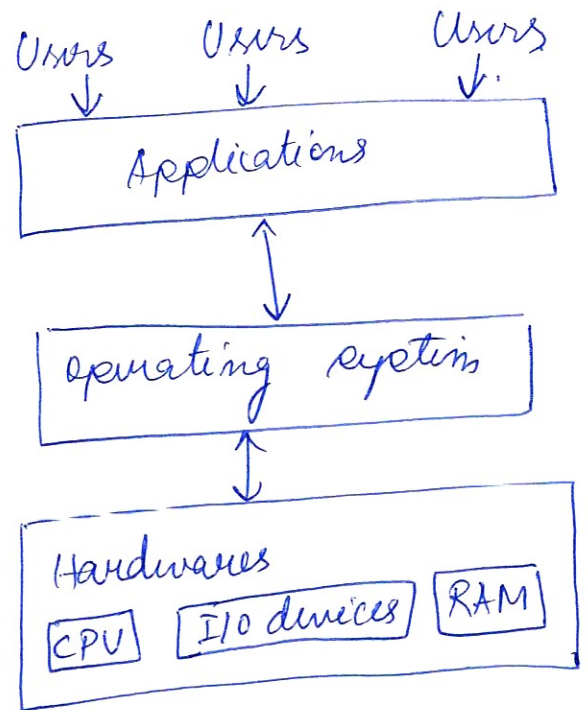 Users Users Users
Applications
operating system
Hardwares
CPU I/O devices RAM